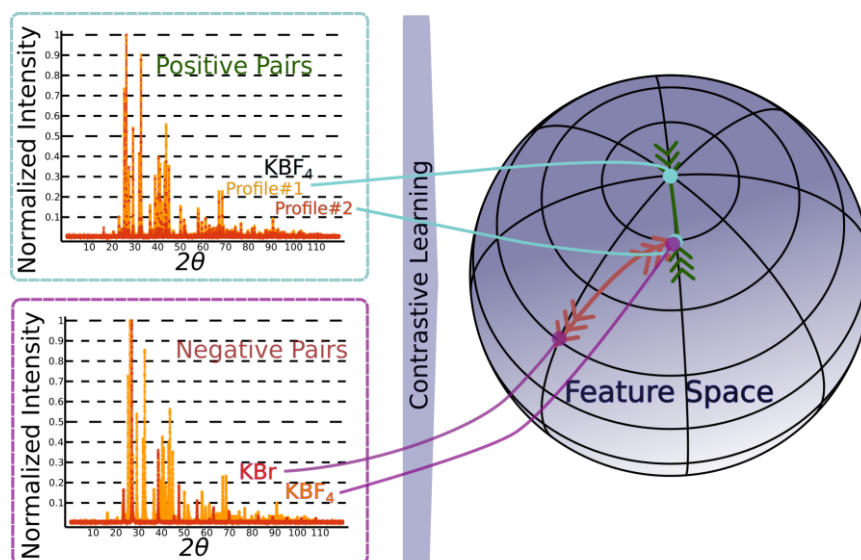 Normalized Intensity
1
0.9
0.8
0.7
0.6
0.5
0.4
0.3
0.2
0.1
Positive Pairs
KBF4
Profile#1
Profile#2
10 20 30 40 50 60 70 80 90 100 110
2θ
Normalized Intensity
1
0.9
0.8
0.7
0.6
0.5
0.4
0.3
0.2
0.1
Negative Pairs
KBr
KBF4
10 20 30 40 50 60 70 80 90 100 110
2θ
Contrastive Learning
Feature Space